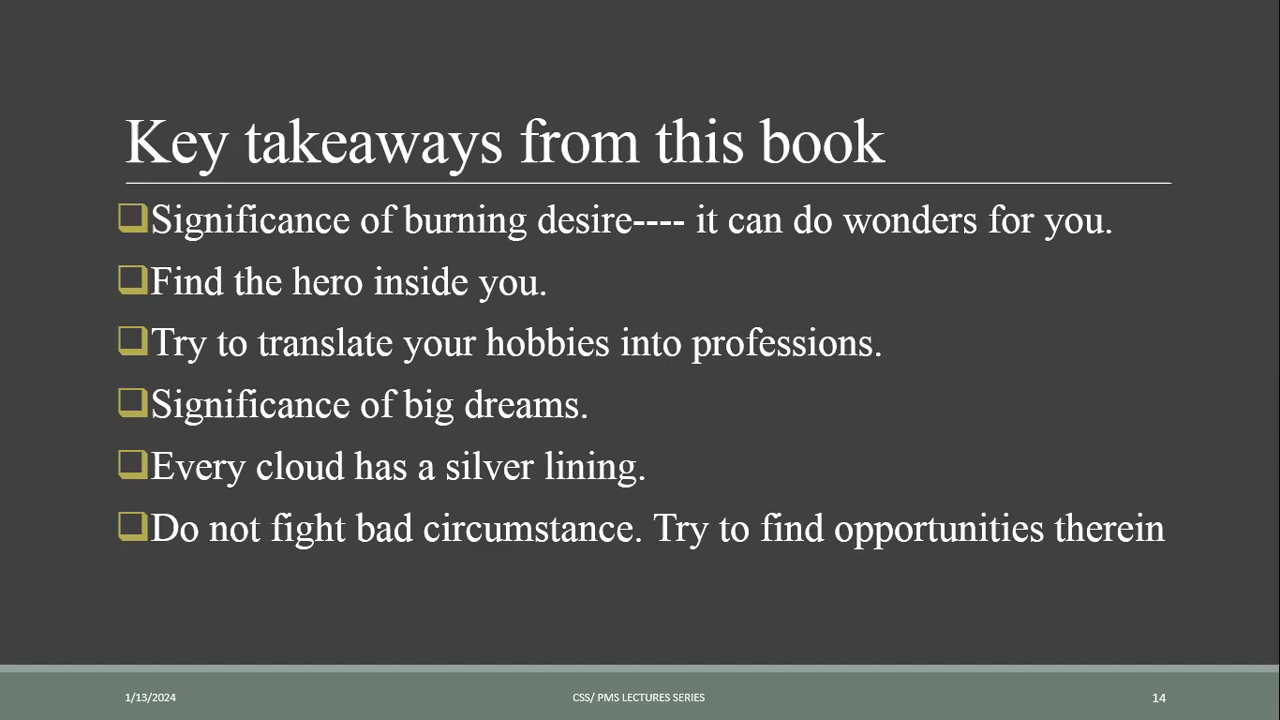 Key takeaways from this book
Significance of burning desire---- it can do wonders for you.
Find the hero inside you.
Try to translate your hobbies into professions.
Significance of big dreams.
Every cloud has a silver lining.
Do not fight bad circumstance. Try to find opportunities therein
1/13/2024
CSS/ PMS LECTURES SERIES
14